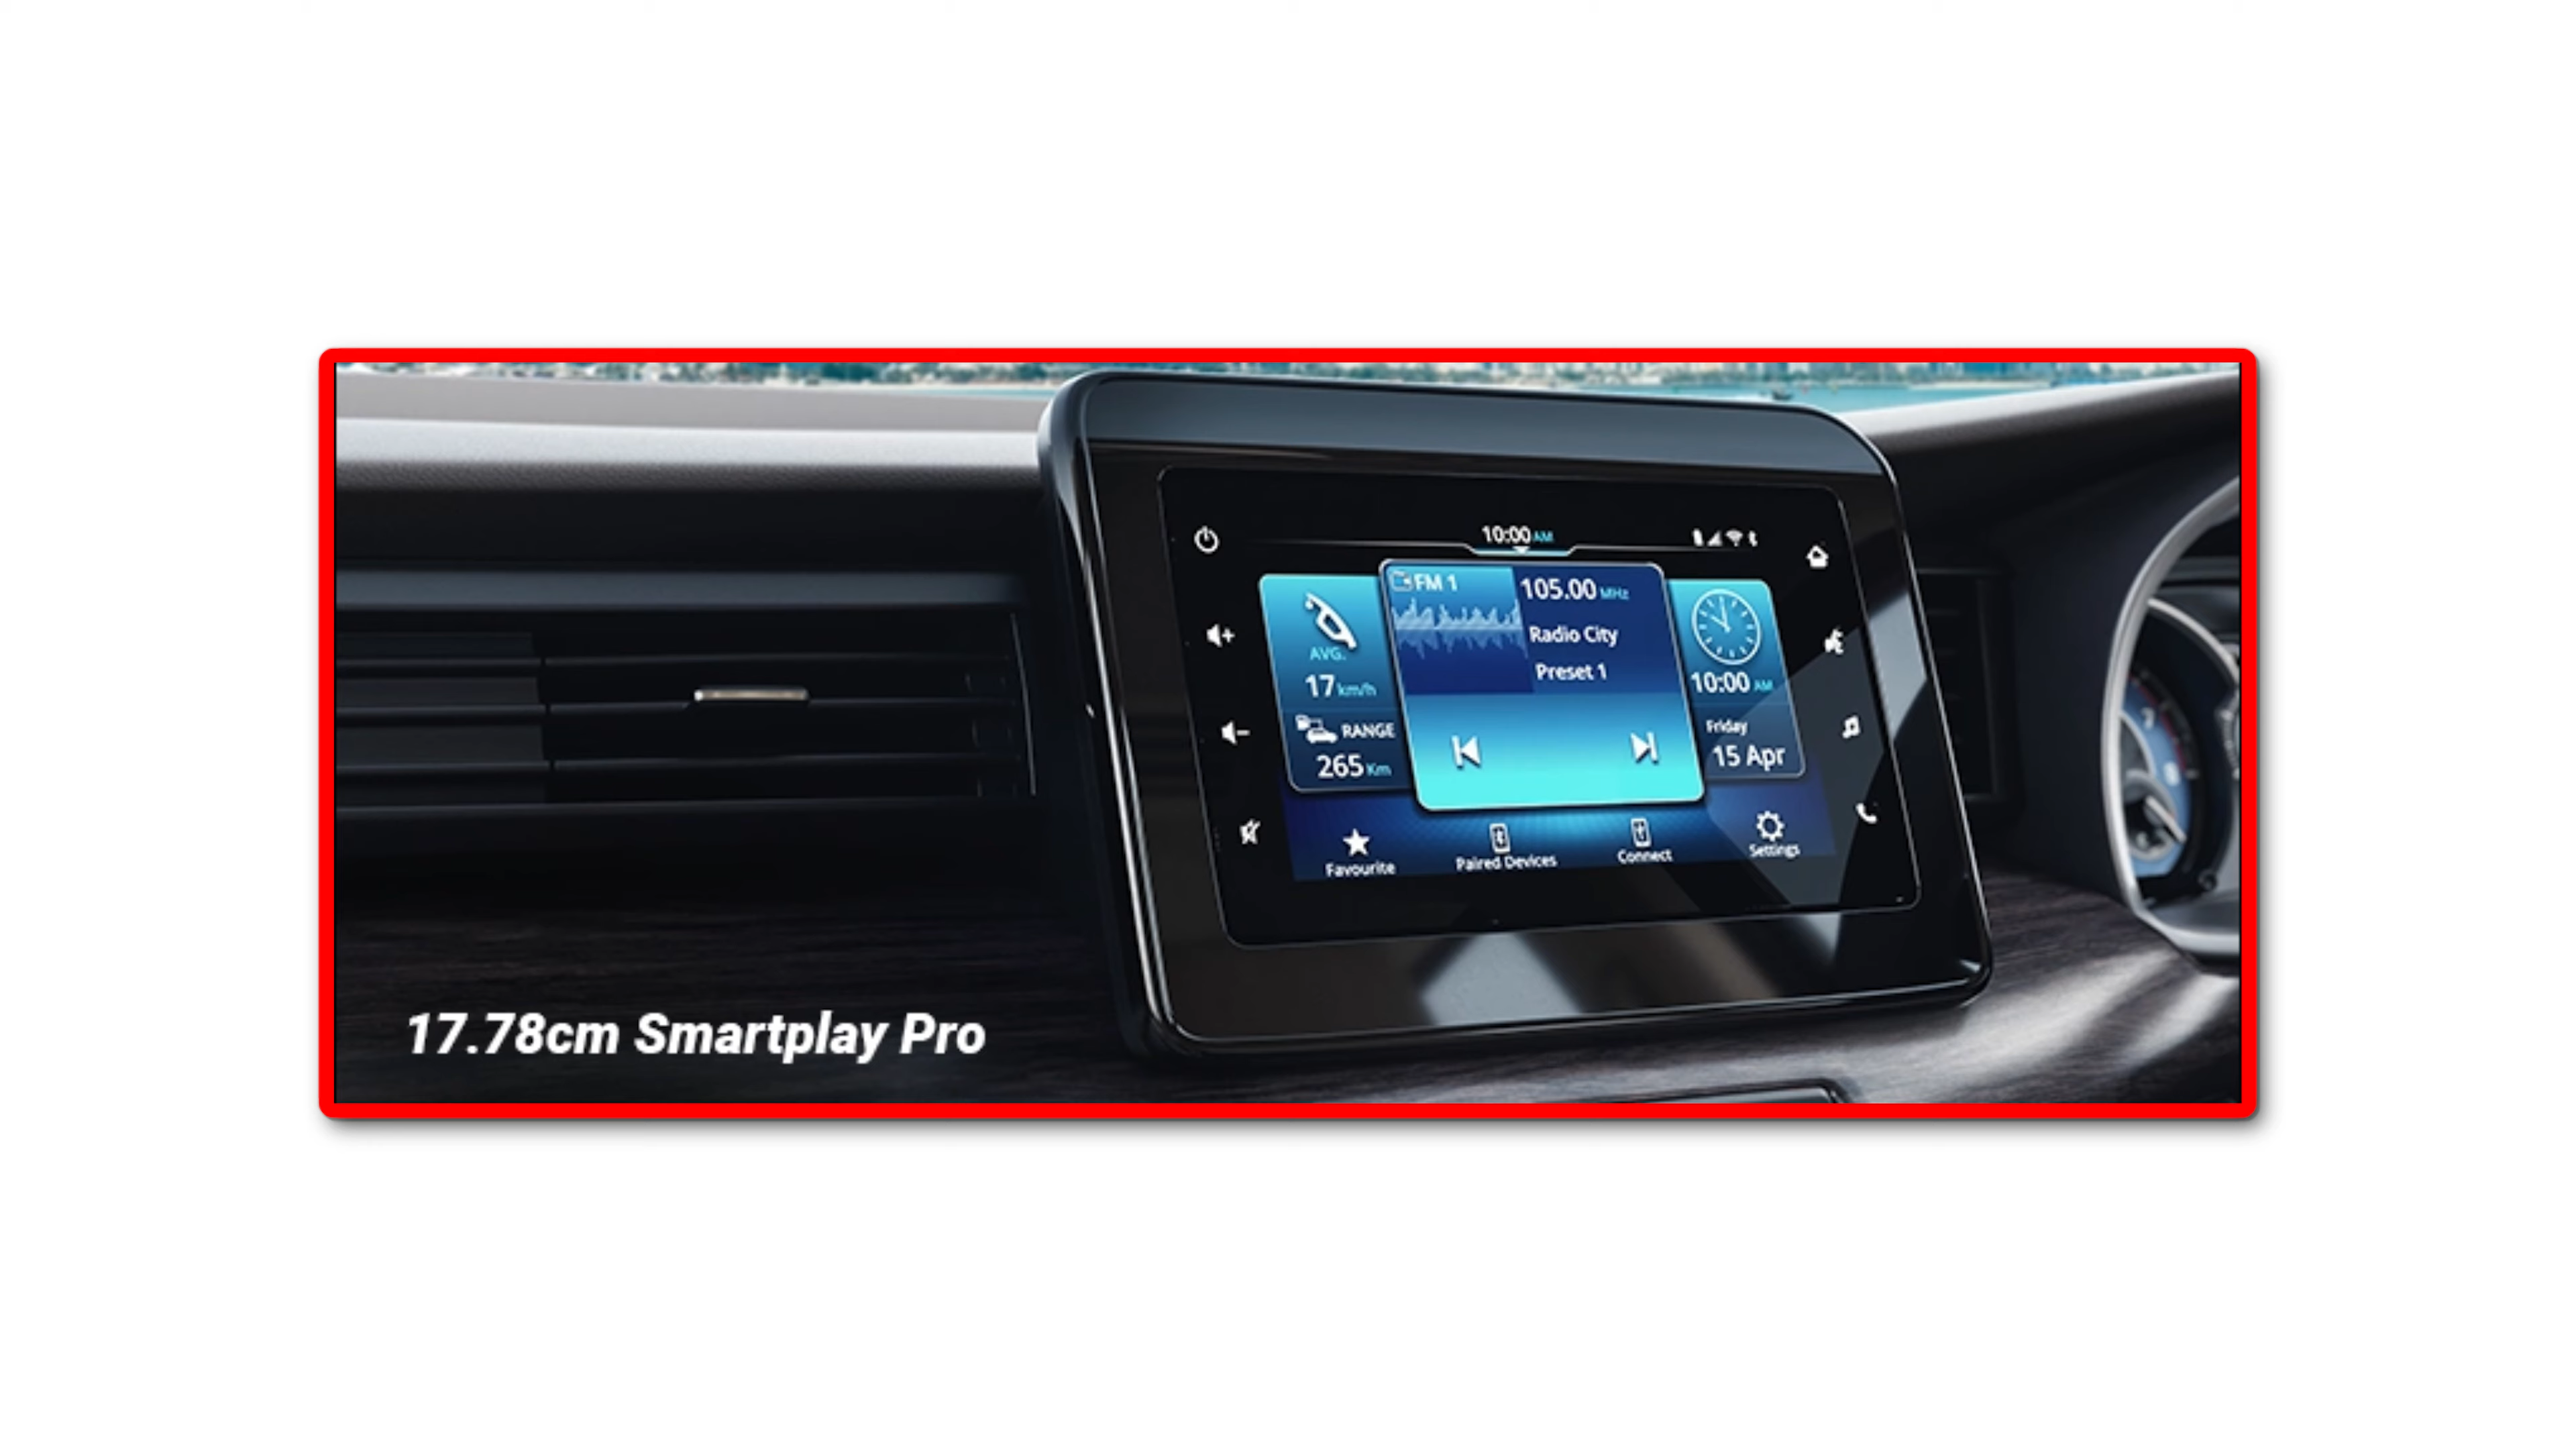 10:00 AM
FM 1
105.00 MHz
Radio City
Preset 1
AVG.
17 km/h
RANGE
265 Km
10:00 AM
Friday
15 Apr
Favourite
Paired Devices
Connect
Settings
17.78cm Smartplay Pro